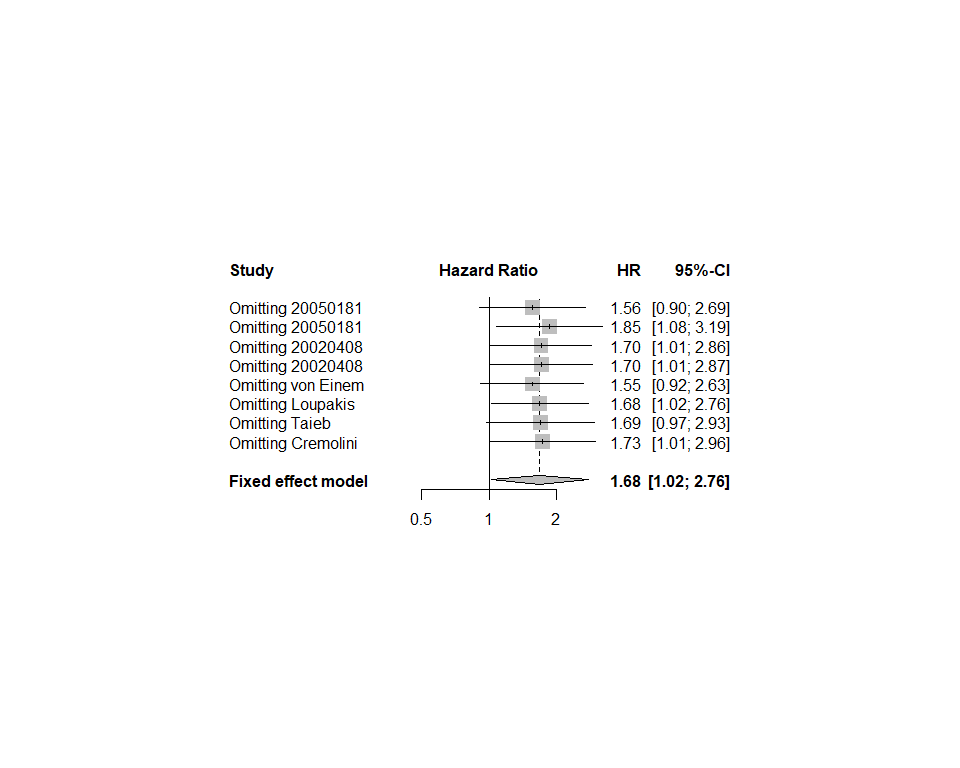 Study Hazard Ratio HR 95%-CI
Omitting 20050181 1.56 [0.90; 2.69]
Omitting 20050181 1.85 [1.08; 3.19]
Omitting 20020408 1.70 [1.01; 2.86]
Omitting 20020408 1.70 [1.01; 2.87]
Omitting von Einem 1.55 [0.92; 2.63]
Omitting Loupakis 1.68 [1.02; 2.76]
Omitting Taieb 1.69 [0.97; 2.93]
Omitting Cremolini 1.73 [1.01; 2.96]
Fixed effect model 1.68 [1.02; 2.76]
0.5 1 2